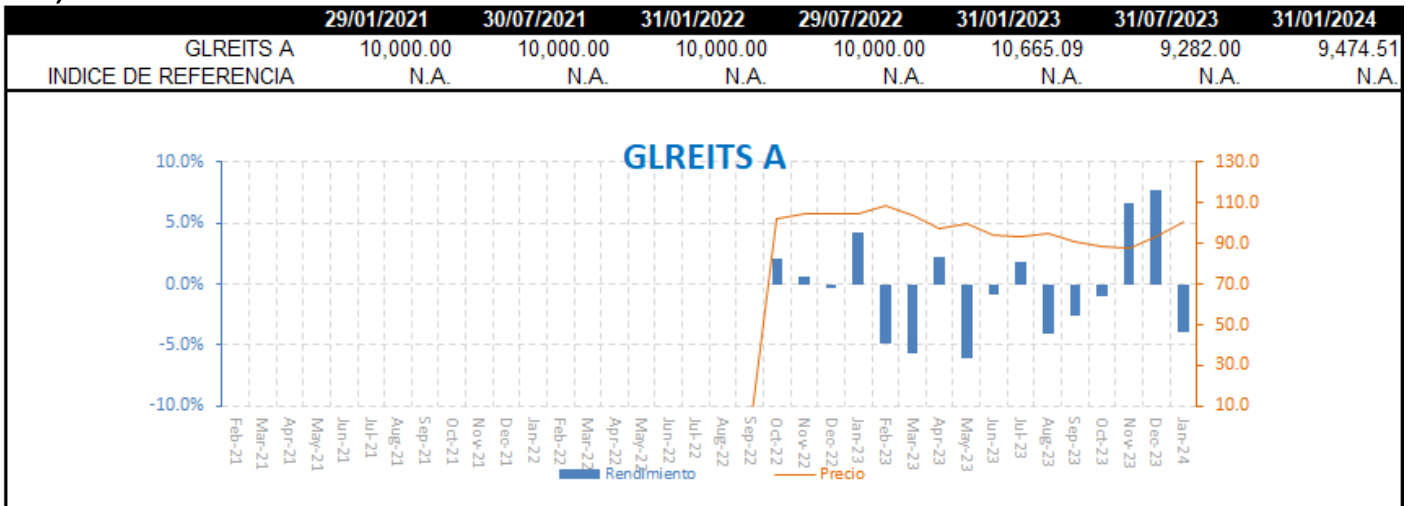 29/01/2021 30/07/2021 31/01/2022 29/07/2022 31/01/2023 31/07/2023 31/01/2024
GLREITS A 10,000.00 10,000.00 10,000.00 10,000.00 10,665.09 9,282.00 9,474.51
INDICE DE REFERENCIA N.A. N.A. N.A. N.A. N.A. N.A. N.A.
GLREITS A
10.0% 130.0
110.0
5.0%
90.0
0.0% 70.0
50.0
-5.0%
30.0
-10.0% 10.0
Feb-21 Mar-21 Apr-21 May-21 Jun-21 Jul-21 Aug-21 Sep-21 Oct-21 Nov-21 Dec-21 Jan-22 Feb-22 Mar-22 Apr-22 May-22 Jun-22 Jul-22 Aug-22 Sep-22 Oct-22 Nov-22 Dec-22 Jan-23 Feb-23 Mar-23 Apr-23 May-23 Jun-23 Jul-23 Aug-23 Sep-23 Oct-23 Nov-23 Dec-23 Jan-24
Rendimiento Precio